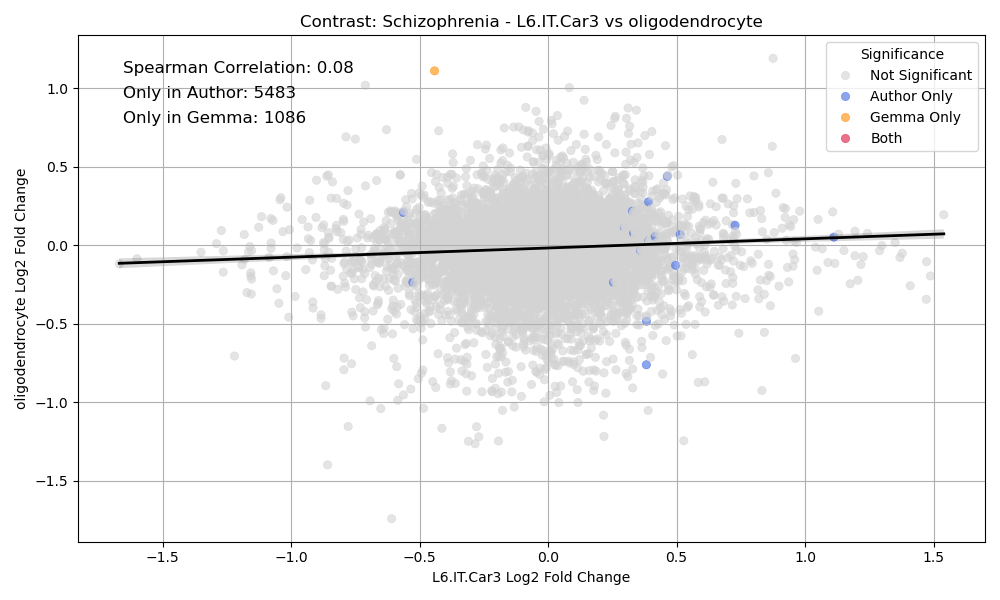 Contrast: Schizophrenia - L6.IT.Car3 vs oligodendrocyte
Spearman Correlation: 0.08
Only in Author: 5483
Only in Gemma: 1086
Significance
Not Significant
Author Only
Gemma Only
Both
oligodendrocyte Log2 Fold Change
1.0
0.5
0.0
−0.5
−1.0
−1.5
−1.5 −1.0 −0.5 0.0 0.5 1.0 1.5
L6.IT.Car3 Log2 Fold Change